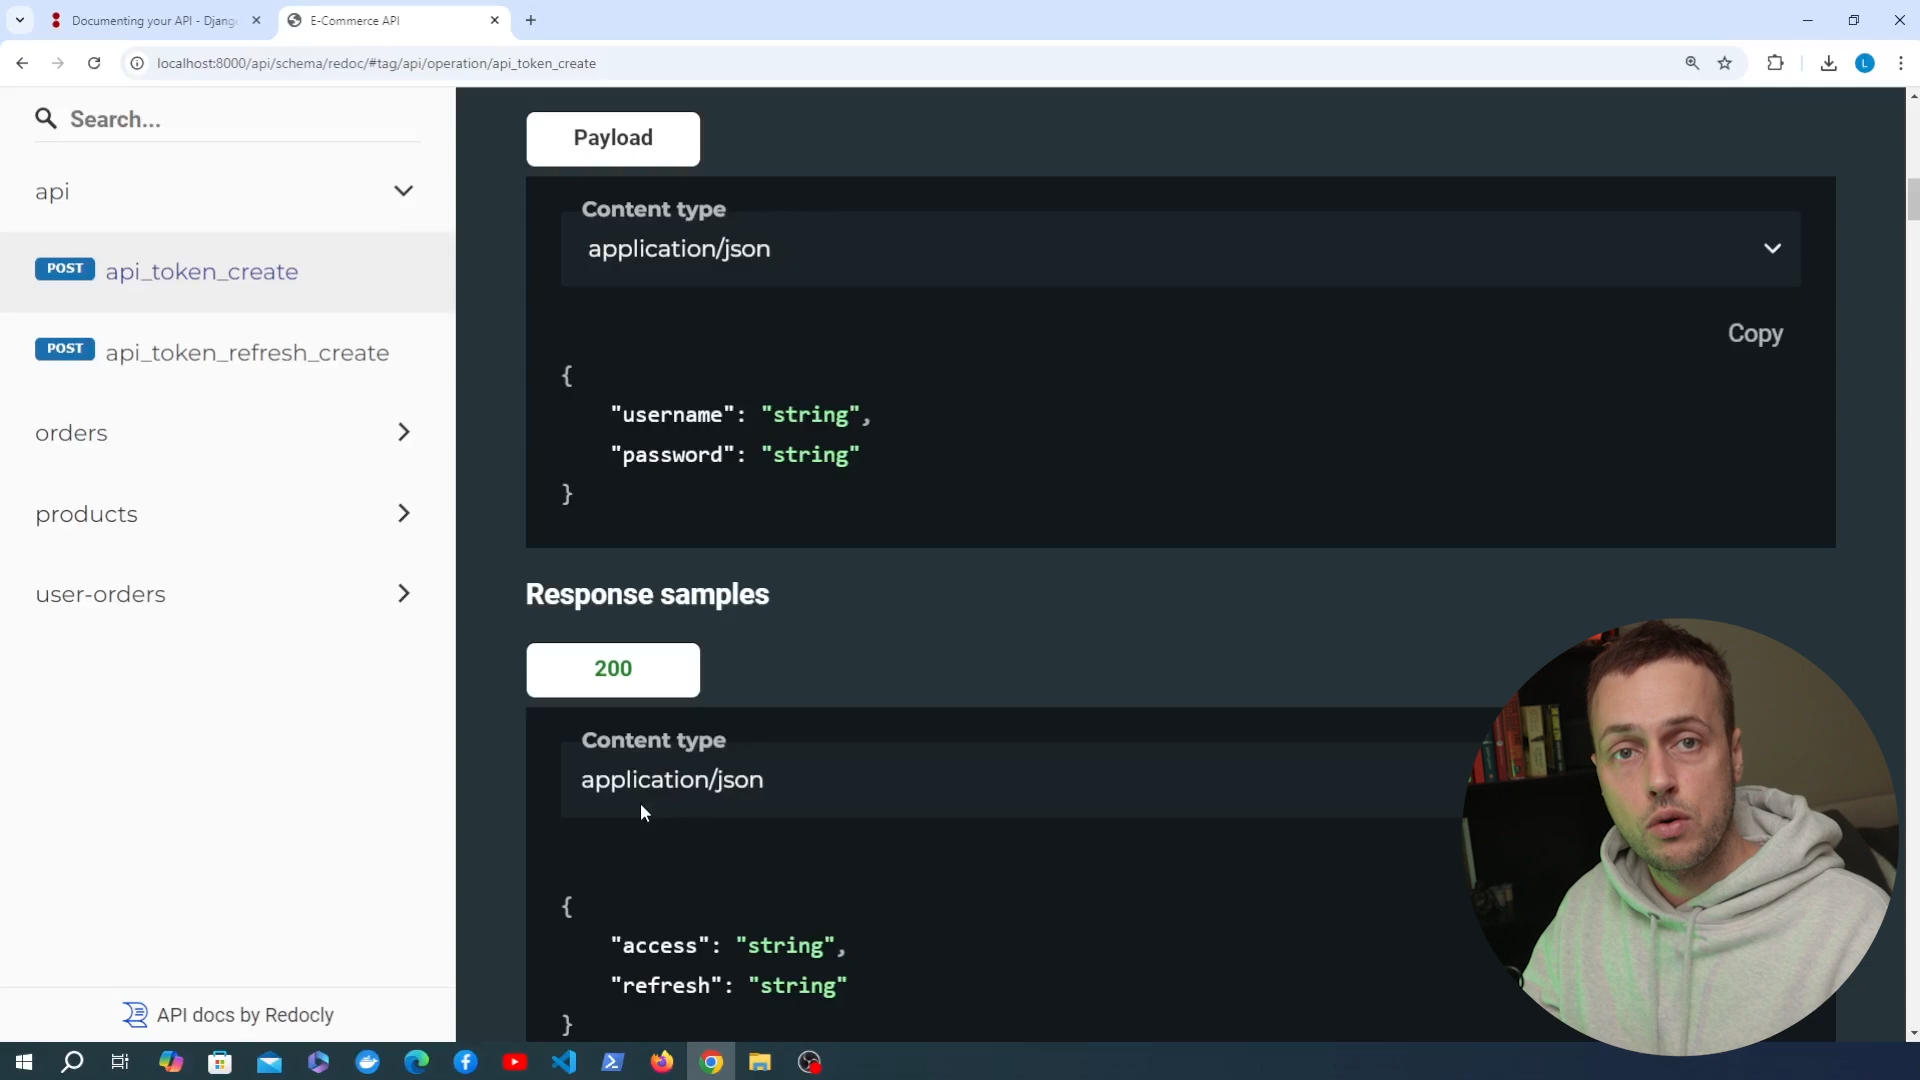 Documenting your API - Djang
E-Commerce API
localhost:8000/api/schema/redoc/#tag/api/operation/api_token_create
L
Search...
api
POST api_token_create
POST api_token_refresh_create
orders
products
user-orders
API docs by Redocly
Payload
Content type
application/json
Copy
{
"username": "string",
"password": "string"
}
Response samples
200
Content type
application/json
{
"access": "string",
"refresh": "string"
}